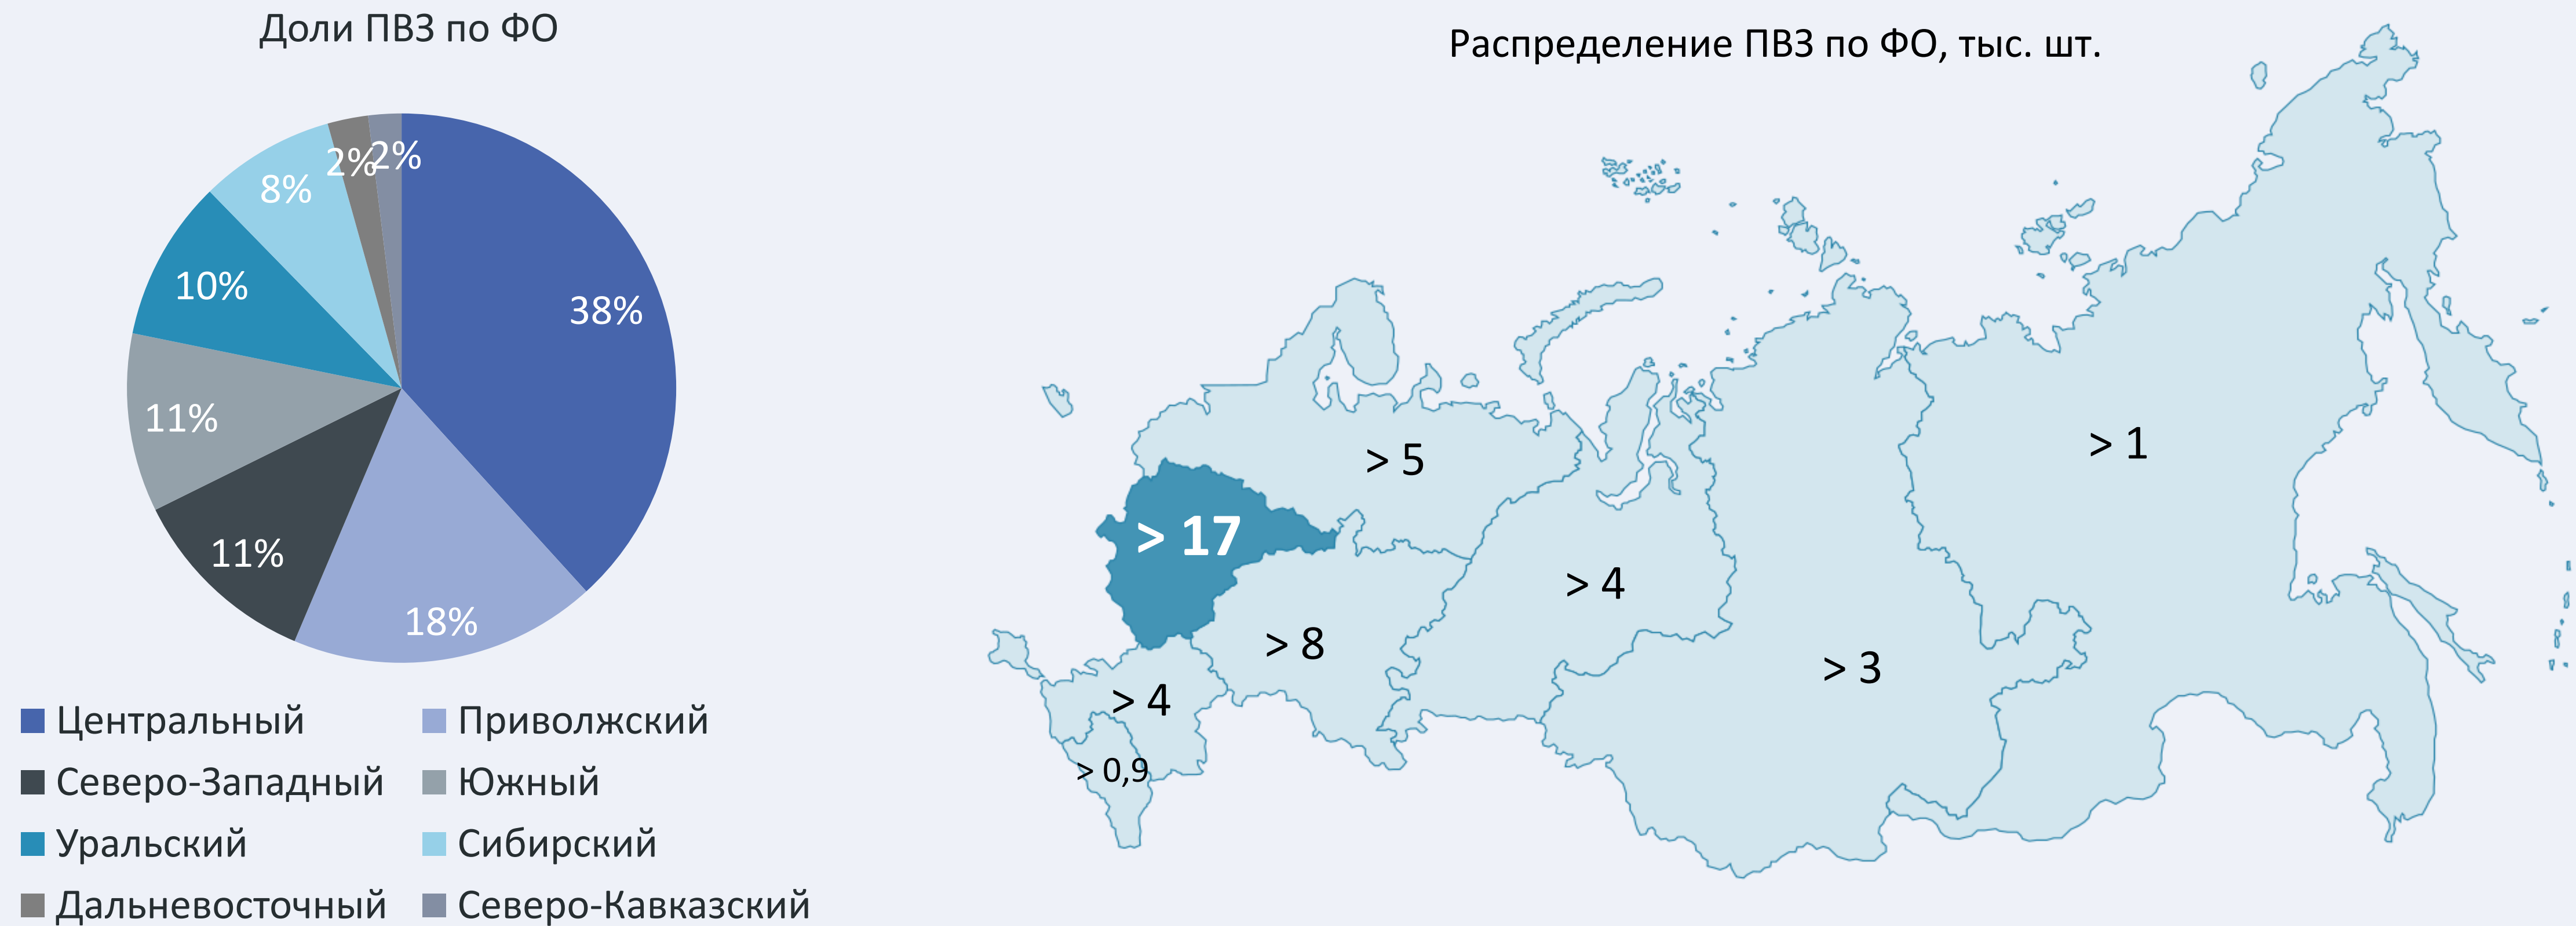 Доли ПВЗ по ФО
38%
18%
11%
11%
10%
8%
2%
2%
Центральный
Приволжский
Северо-Западный
Южный
Уральский
Сибирский
Дальневосточный
Северо-Кавказский
Распределение ПВЗ по ФО, тыс. шт.
> 5
> 1
> 17
> 4
> 8
> 3
> 4
> 0,9